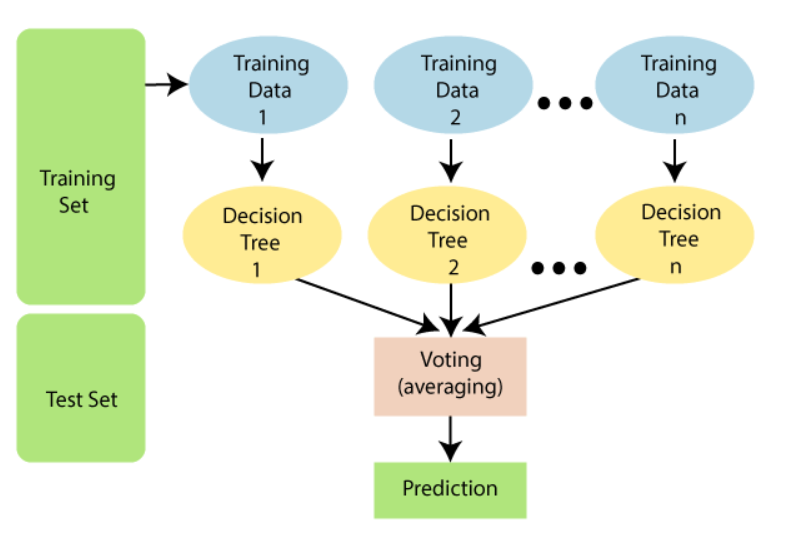 Training
Set
Test Set
Training
Data
1
Training
Data
2
Training
Data
n
Decision
Tree
1
Decision
Tree
2
Decision
Tree
n
Voting
(averaging)
Prediction